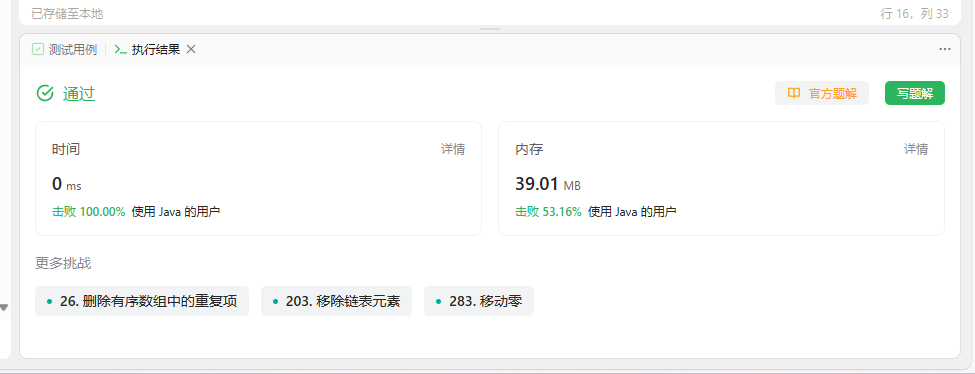 已存储至本地 行 16，列 33
测试用例 执行结果
通过 官方题解 写题解
时间 详情 内存 详情
0 ms 39.01 MB
击败 100.00% 使用 Java 的用户 击败 53.16% 使用 Java 的用户
更多挑战
26. 删除有序数组中的重复项 203. 移除链表元素 283. 移动零